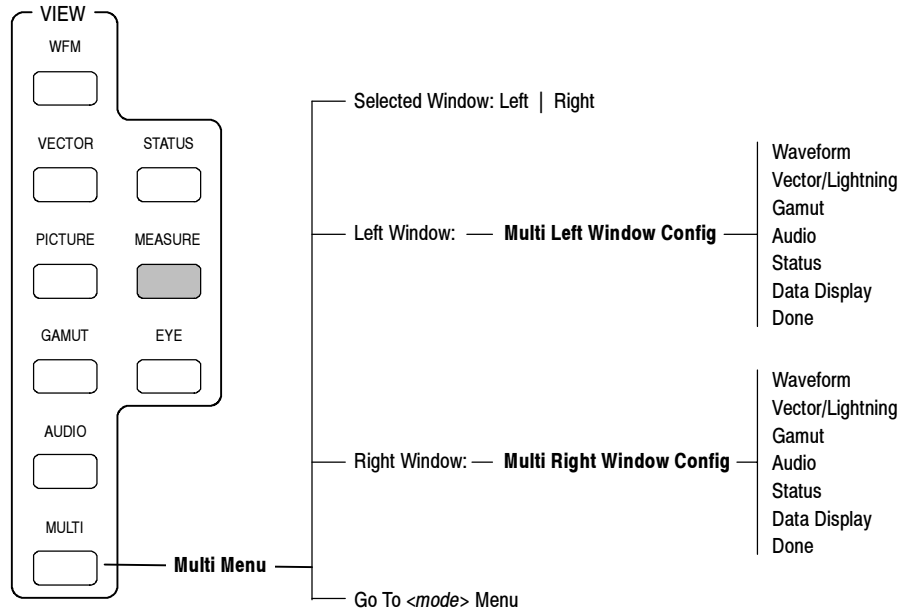 VIEW
WFM
VECTOR
STATUS
PICTURE
MEASURE
GAMUT
EYE
AUDIO
MULTI
Multi Menu
Selected Window: Left | Right
Left Window:
Multi Left Window Config
Waveform
Vector/Lightning
Gamut
Audio
Status
Data Display
Done
Right Window:
Multi Right Window Config
Waveform
Vector/Lightning
Gamut
Audio
Status
Data Display
Done
Go To <mode> Menu